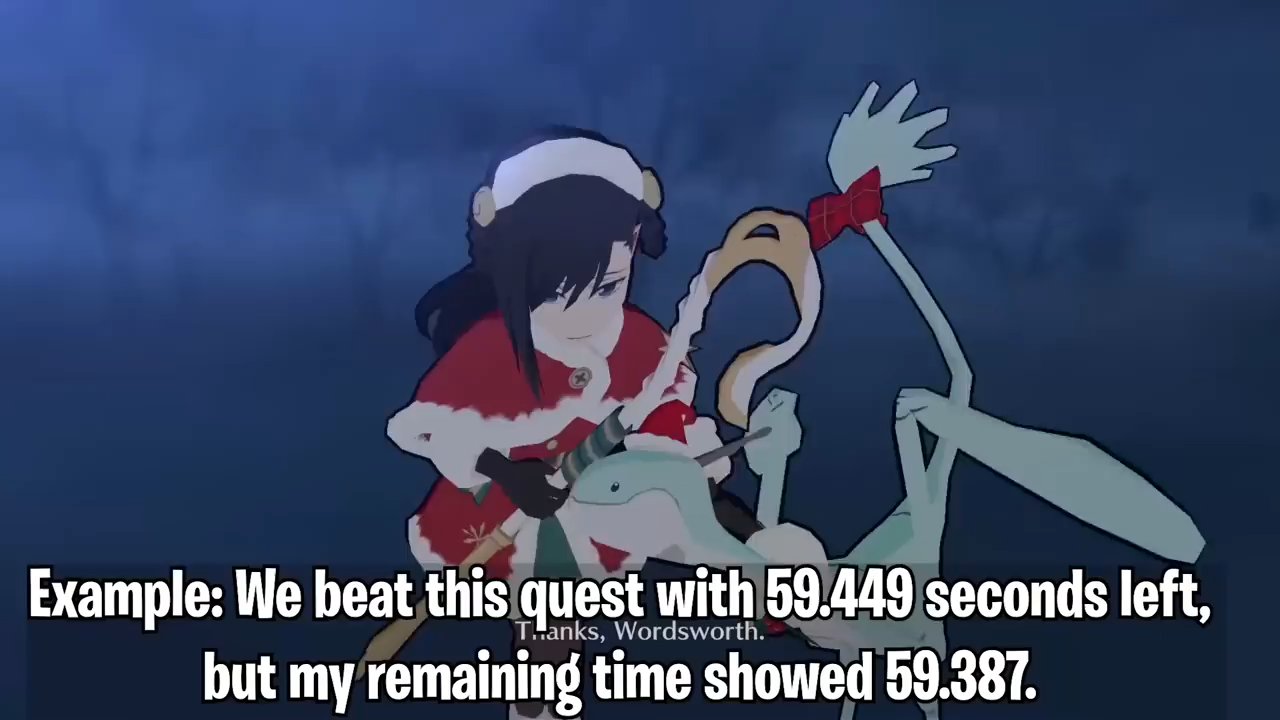 Example: We beat this quest with 59.449 seconds left,
Thanks, Wordsworth.
but my remaining time showed 59.387.